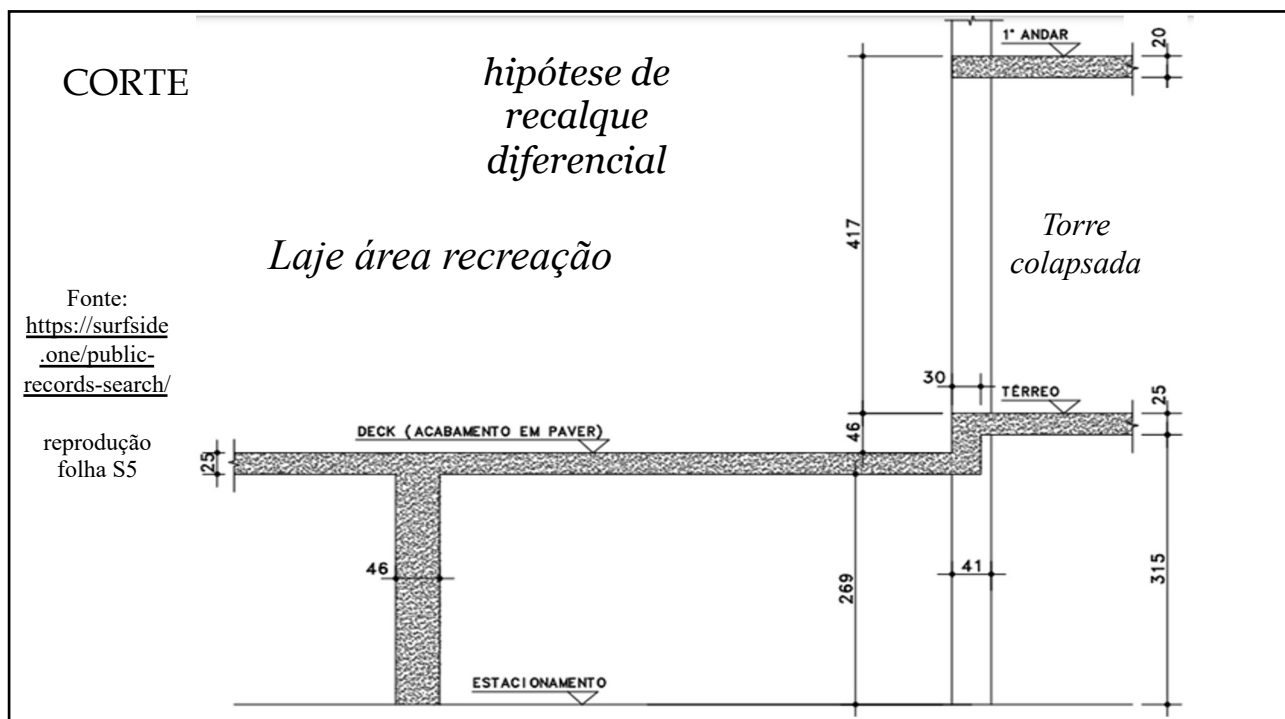 CORTE
hipótese de
recalque
diferencial
Laje área recreação
Fonte:
https://surfside
.one/public-
records-search/
reprodução
folha S5
1° ANDAR
20
417
Torre
colapsada
30
TÉRREO
25
46
DECK (ACABAMENTO EM PAVER)
25
46
269
41
315
ESTACIONAMENTO